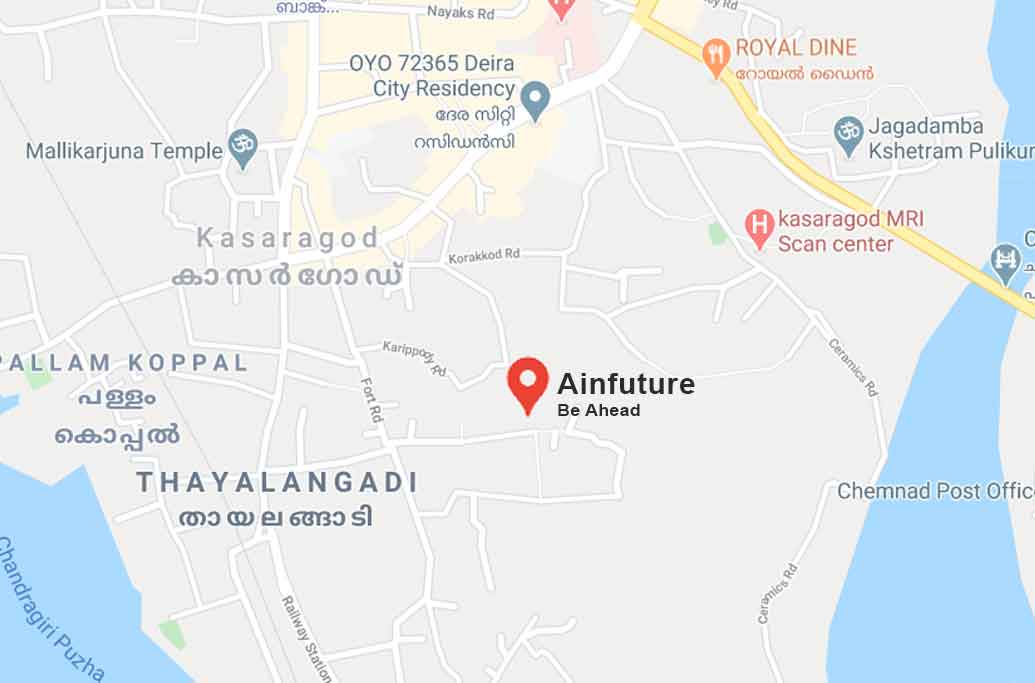 ബാങ്ക്...
Nayaks Rd
ROYAL DINE
റോയൽ ഡൈൻ
OYO 72365 Deira
City Residency
ദേര സിറ്റി
റസിഡൻസി
Jagadamba
Kshetram Pulikun
Mallikarjuna Temple
kasaragod MRI
Scan center
Kasaragod
കാസർഗോഡ്
Korakkod Rd
Karippody Rd
Ceramics Rd
PALLAM KOPPAL
പള്ളം
കൊപ്പൽ
Fort Rd
Ainfuture
Be Ahead
THAYALANGADI
തായലങ്ങാടി
Chemnad Post Office
Chandragiri Puzha
Railway Station
Ceramics Rd